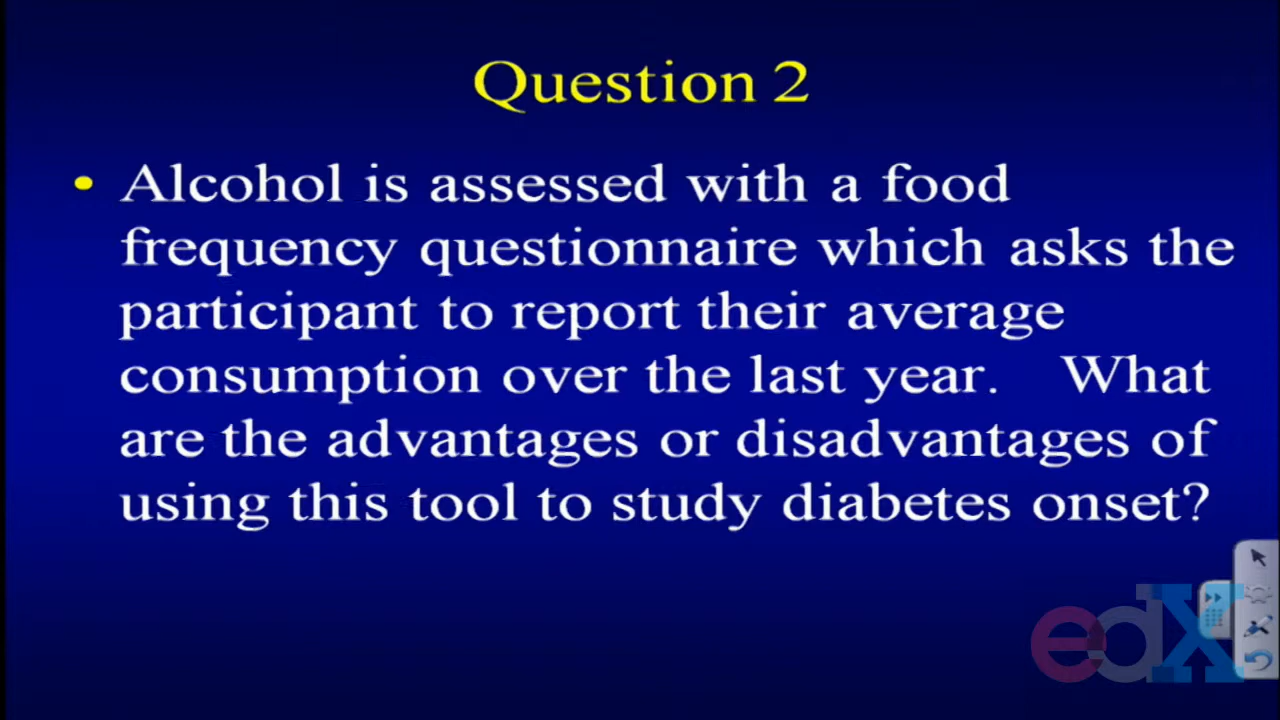 Question 2
• Alcohol is assessed with a food
frequency questionnaire which asks the
participant to report their average
consumption over the last year. What
are the advantages or disadvantages of
using this tool to study diabetes onset?
edX